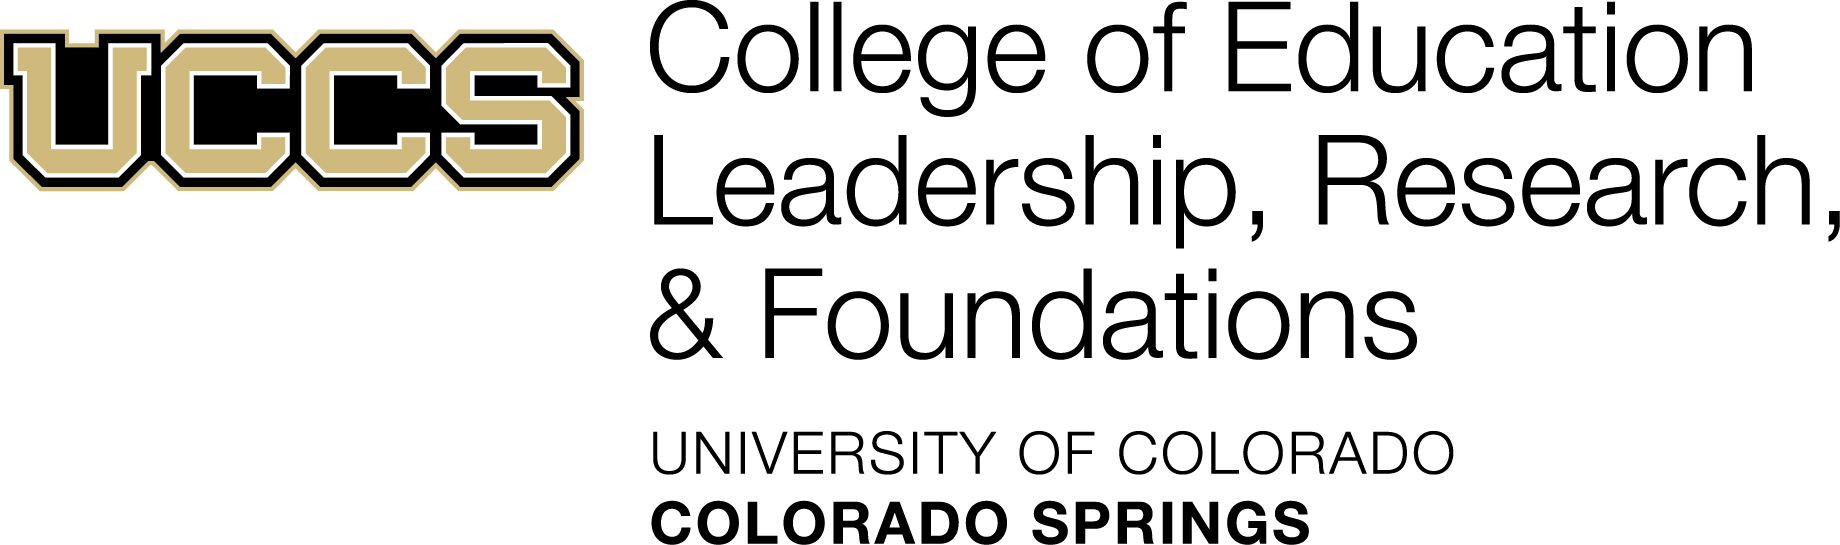 UCCS
College of Education
Leadership, Research,
& Foundations
UNIVERSITY OF COLORADO
COLORADO SPRINGS